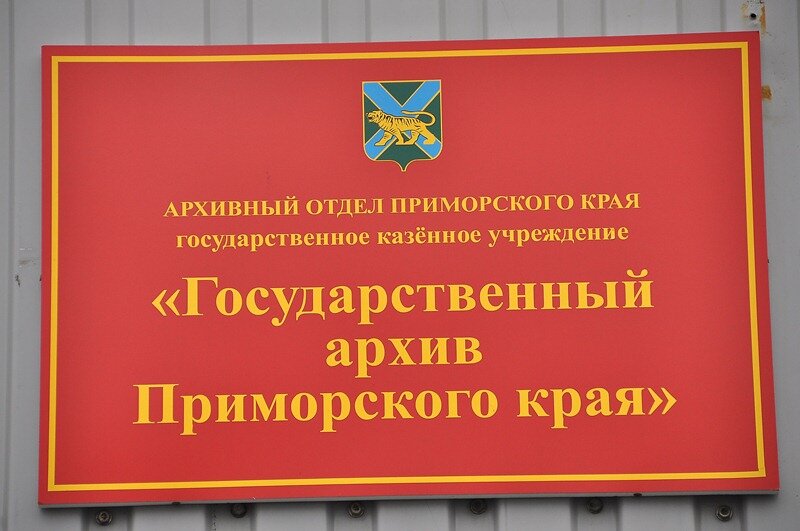 АРХИВНЫЙ ОТДЕЛ ПРИМОРСКОГО КРАЯ
государственное казённое учреждение
«Государственный
архив
Приморского края»